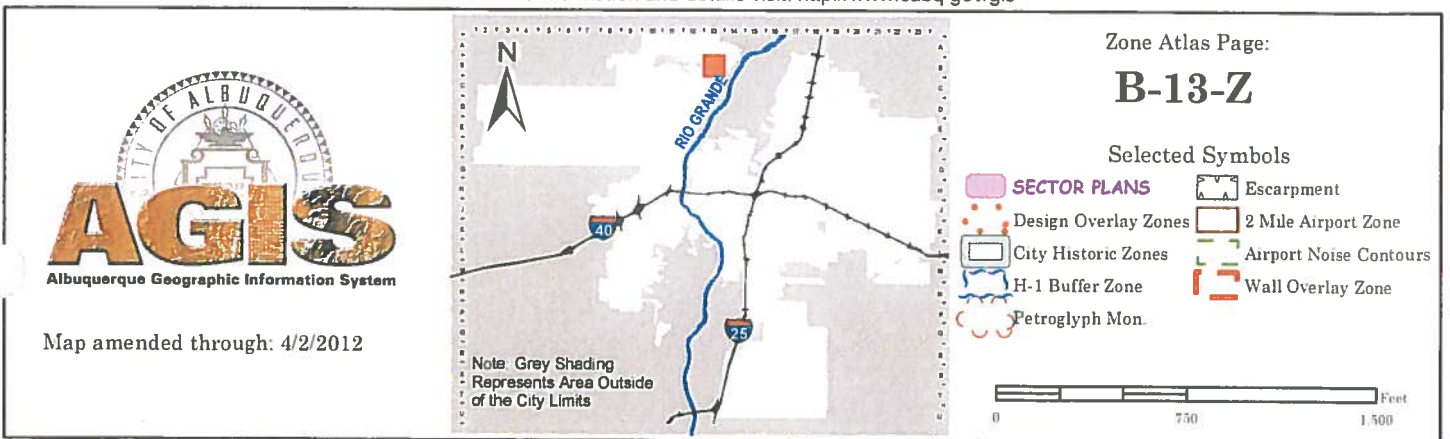 CITY OF ALBUQUERQUE
AGIS
Albuquerque Geographic Information System
Map amended through: 4/2/2012
N
RIO GRANDE
40
25
Note: Grey Shading
Represents Area Outside
of the City Limits
Zone Atlas Page:
B-13-Z
Selected Symbols
SECTOR PLANS
Escarpment
Design Overlay Zones
2 Mile Airport Zone
City Historic Zones
Airport Noise Contours
H-1 Buffer Zone
Wall Overlay Zone
Petroglyph Mon.
Feet
0 750 1,500